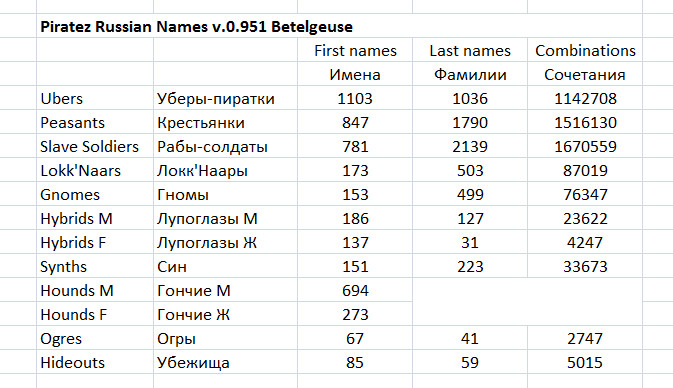 Piratez Russian Names v.0.951 Betelgeuse
First names Last names Combinations
Имена Фамилии Сочетания
Ubers Уберы-пиратки 1103 1036 1142708
Peasants Крестьянки 847 1790 1516130
Slave Soldiers Рабы-солдаты 781 2139 1670559
Lokk'Naars Локк'Наары 173 503 87019
Gnomes Гномы 153 499 76347
Hybrids M Лупоглазы М 186 127 23622
Hybrids F Лупоглазы Ж 137 31 4247
Synths Син 151 223 33673
Hounds M Гончие М 694
Hounds F Гончие Ж 273
Ogres Огры 67 41 2747
Hideouts Убежища 85 59 5015